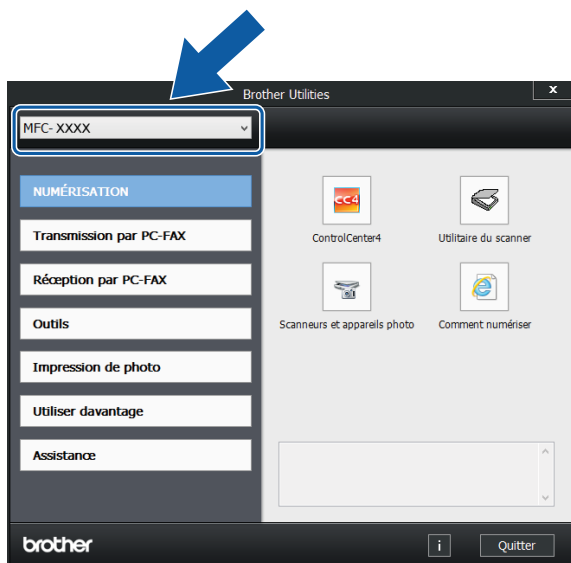 Brother Utilities
x
MFC- XXXX
NUMÉRISATION
Transmission par PC-FAX
Réception par PC-FAX
Outils
Impression de photo
Utiliser davantage
Assistance
CC4
ControlCenter4
Utilitaire du scanner
Scanneurs et appareils photo
Comment numériser
brother
i
Quitter